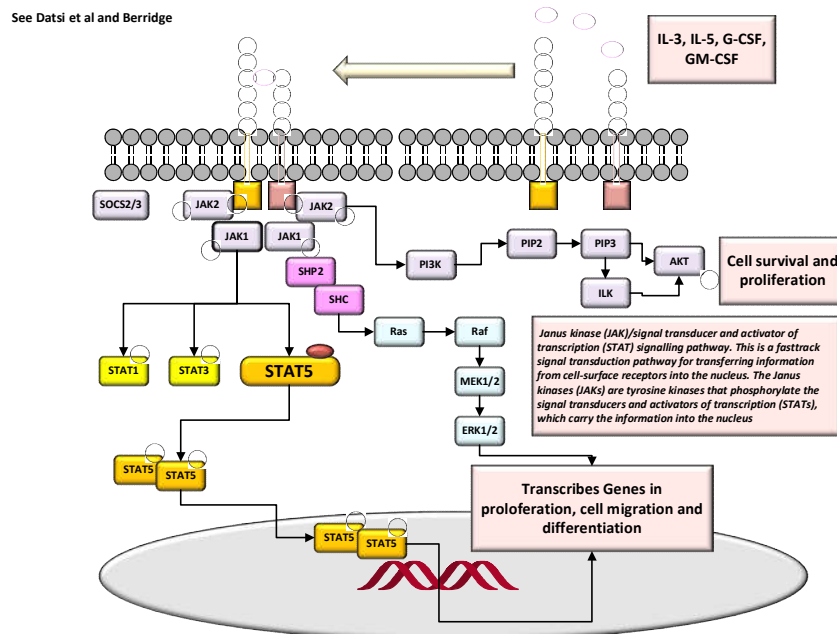 See Datsi et al and Berridge
IL-3, IL-5, G-CSF,
GM-CSF
SOCS2/3
JAK2
JAK2
JAK1
JAK1
SHP2
SHC
PI3K
PIP2
PIP3
AKT
ILK
Cell survival and
proliferation
Ras
Raf
MEK1/2
ERK1/2
Janus kinase (JAK)/signal transducer and activator of
transcription (STAT) signalling pathway. This is a fasttrack
signal transduction pathway for transferring information
from cell-surface receptors into the nucleus. The Janus
kinases (JAKs) are tyrosine kinases that phosphorylate the
signal transducers and activators of transcription (STATs),
which carry the information into the nucleus
STAT1
STAT3
STAT5
STAT5
STAT5
STAT5
STAT5
Transcribes Genes in
proloferation, cell migration and
differentiation